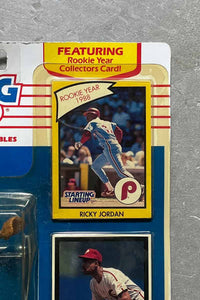 FEATURING
Rookie Year
Collectors Card!
ROOKIE YEAR
1988
STARTING
LINEUP
P
RICKY JORDAN